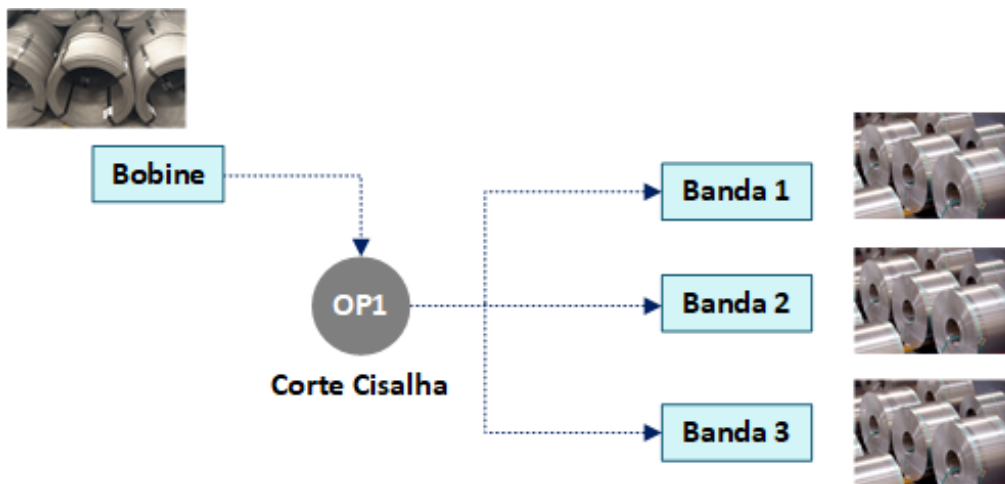 Bobine
Banda 1
OP1
Banda 2
Corte Cisalha
Banda 3